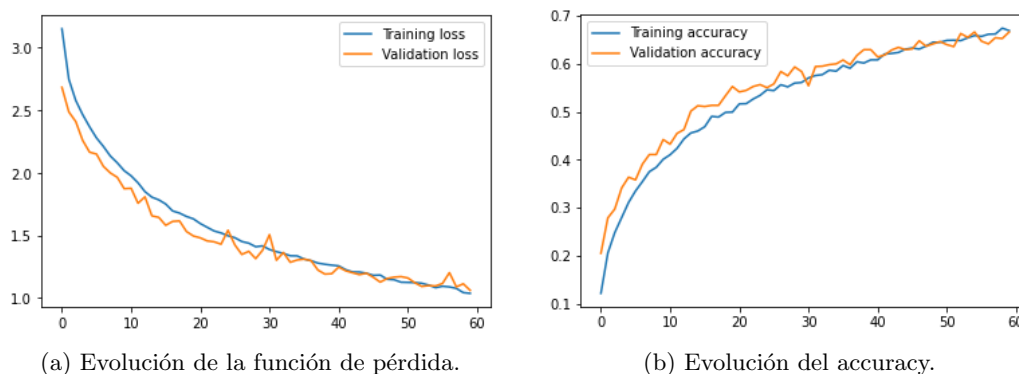 Training loss
Validation loss
3.0
2.5
2.0
1.5
1.0
0 10 20 30 40 50 60
(a) Evolución de la función de pérdida.
Training accuracy
Validation accuracy
0.7
0.6
0.5
0.4
0.3
0.2
0.1
0 10 20 30 40 50 60
(b) Evolución del accuracy.